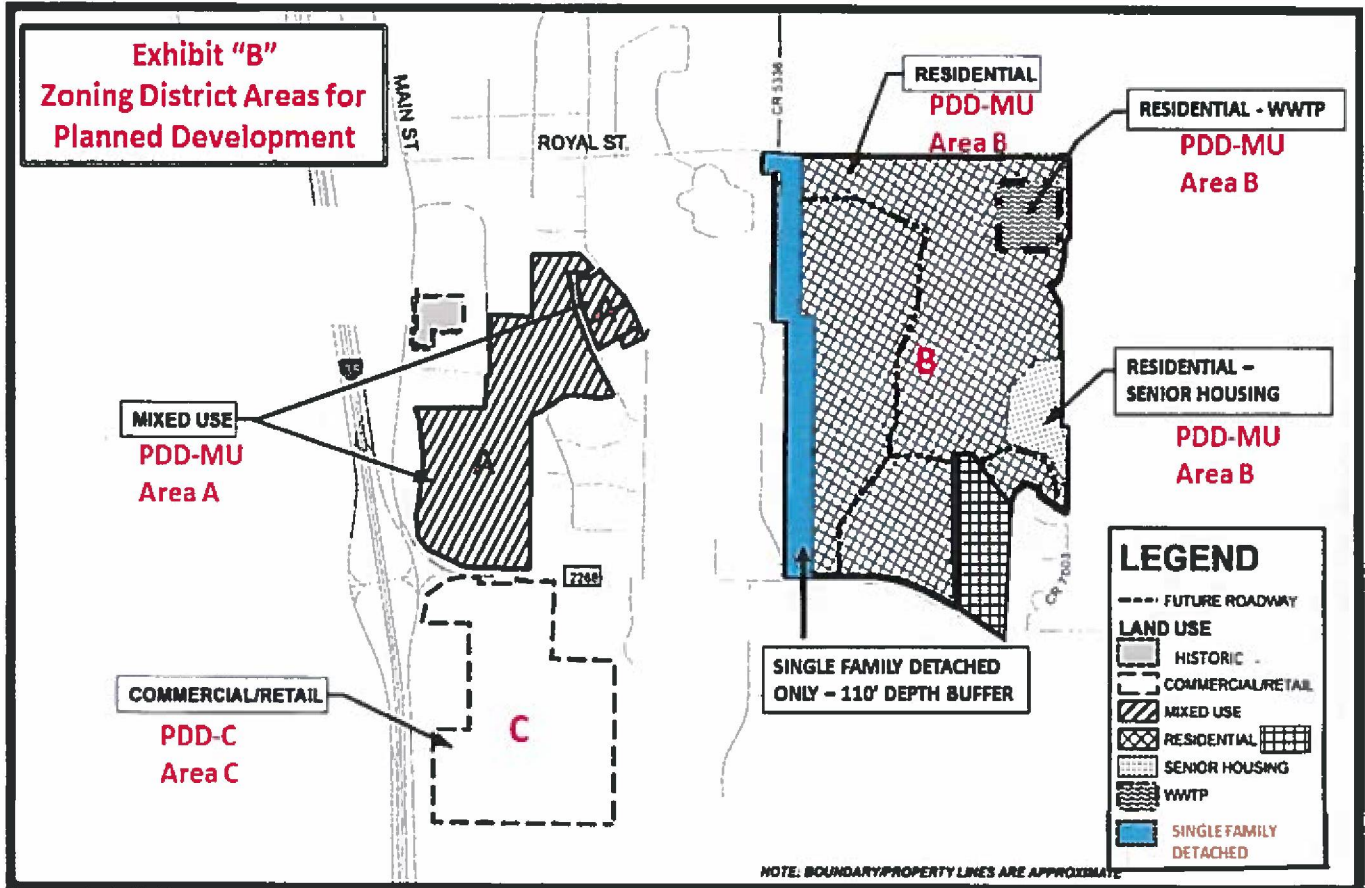 Exhibit "B"
Zoning District Areas for
Planned Development
MAIN ST
ROYAL ST.
CR 5336
RESIDENTIAL
PDD-MU
Area B
RESIDENTIAL - WWTP
PDD-MU
Area B
A
A
B
35
MIXED USE
PDD-MU
Area A
RESIDENTIAL –
SENIOR HOUSING
PDD-MU
Area B
2268
CR 7603
SINGLE FAMILY DETACHED
ONLY – 110' DEPTH BUFFER
COMMERCIAL/RETAIL
PDD-C
Area C
C
LEGEND
FUTURE ROADWAY
LAND USE
HISTORIC
COMMERCIAL/RETAIL
MIXED USE
RESIDENTIAL
SENIOR HOUSING
WWTP
SINGLE FAMILY
DETACHED
NOTE: BOUNDARY/PROPERTY LINES ARE APPROXIMATE